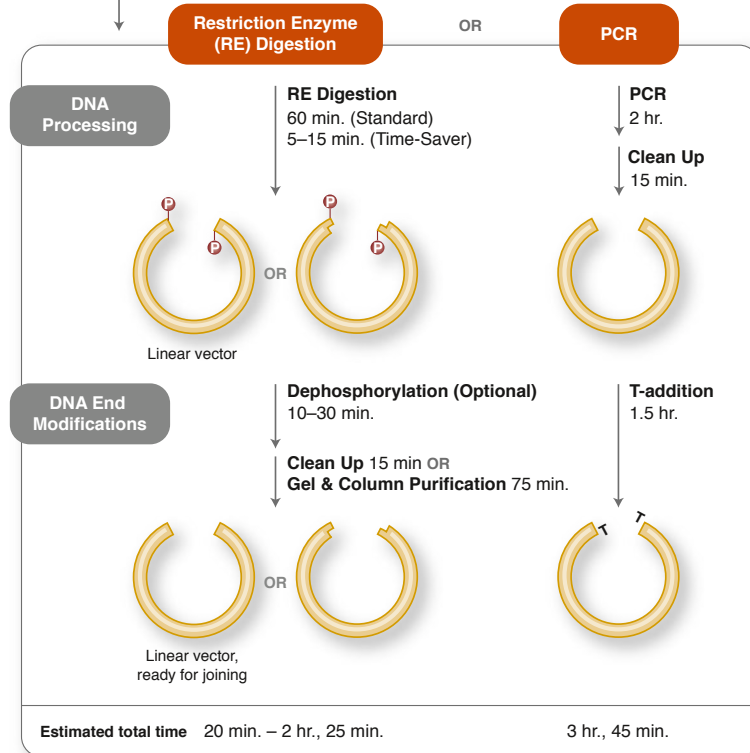 Restriction Enzyme
(RE) Digestion
OR
PCR
DNA
Processing
RE Digestion
60 min. (Standard)
5–15 min. (Time-Saver)
PCR
2 hr.
Clean Up
15 min.
P
P
P
P
OR
Linear vector
DNA End
Modifications
Dephosphorylation (Optional)
10–30 min.
Clean Up 15 min OR
Gel & Column Purification 75 min.
T-addition
1.5 hr.
T
T
OR
Linear vector,
ready for joining
Estimated total time 20 min. – 2 hr., 25 min. 3 hr., 45 min.